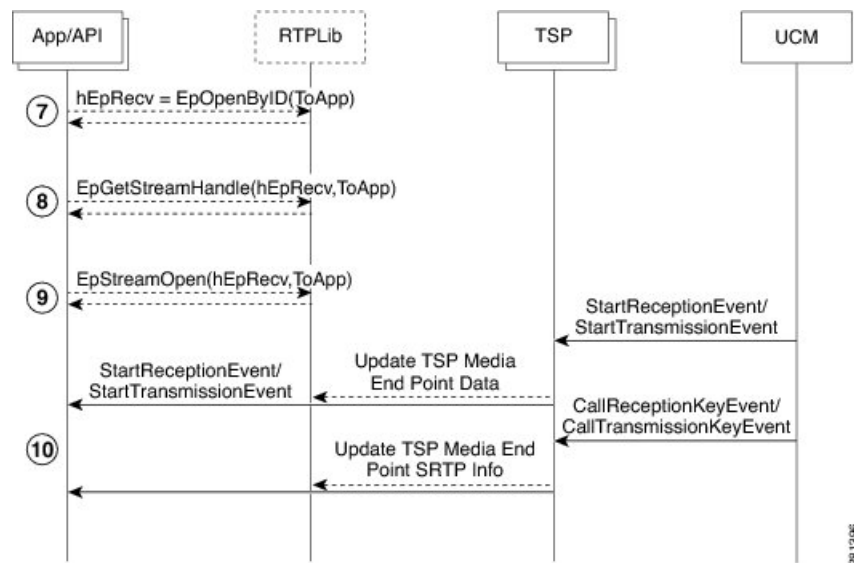 App/API
RTPLib
TSP
UCM
7
hEpRecv = EpOpenByID(ToApp)
8
EpGetStreamHandle(hEpRecv,ToApp)
9
EpStreamOpen(hEpRecv,ToApp)
StartReceptionEvent/
StartTransmissionEvent
StartReceptionEvent/
StartTransmissionEvent
Update TSP Media
End Point Data
CallReceptionKeyEvent/
CallTransmissionKeyEvent
10
Update TSP Media End
Point SRTP Info